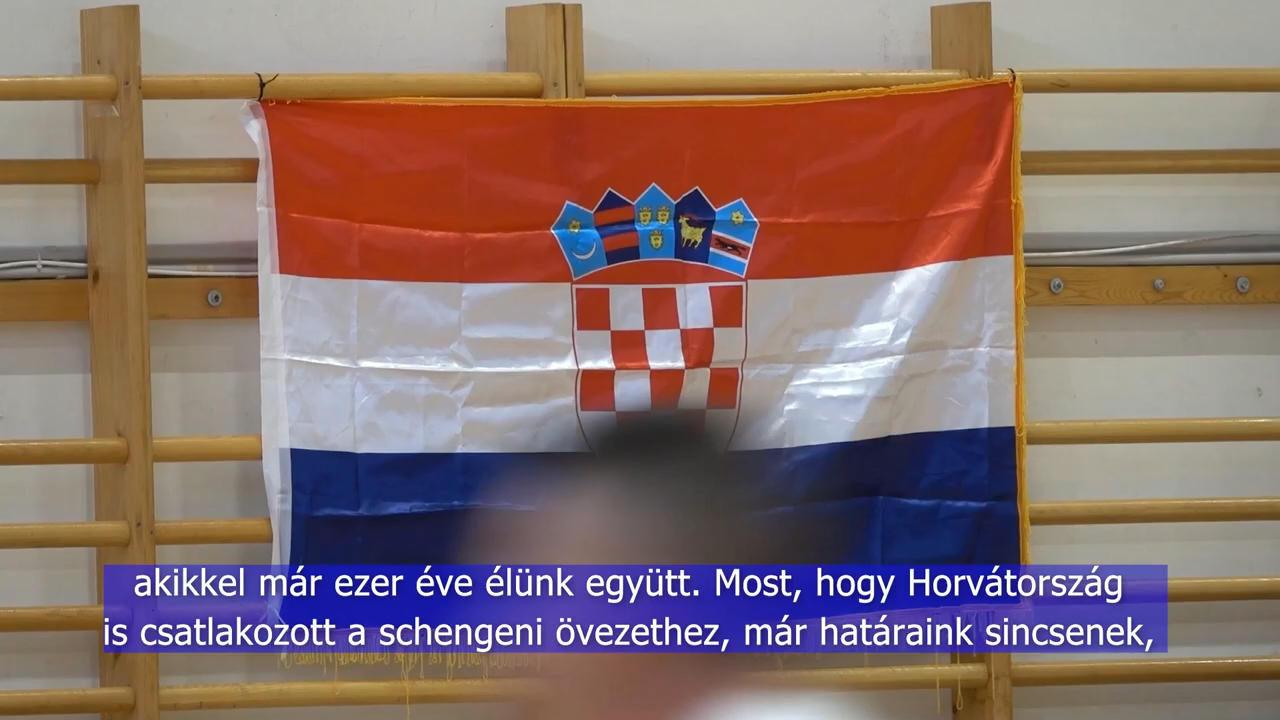 akikkel már ezer éve élünk együtt. Most, hogy Horvátország
is csatlakozott a schengeni övezethez, már határaink sincsenek,